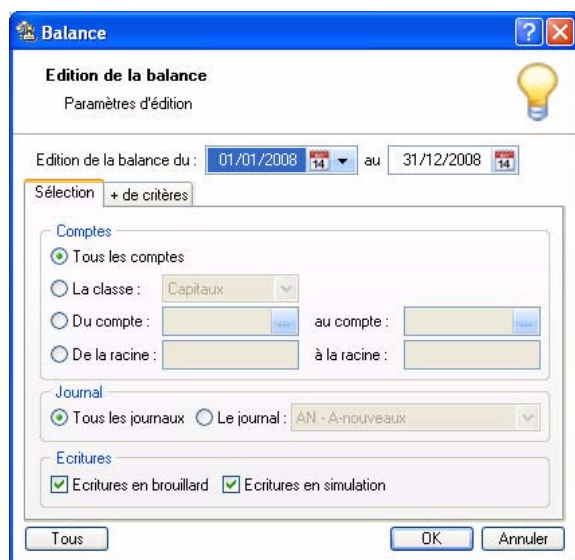 Balance
Edition de la balance
Paramètres d'édition
Edition de la balance du : 01/01/2008 14 au 31/12/2008 14
Sélection + de critères
Comptes
Tous les comptes
La classe : Capitaux
Du compte : ... au compte : ...
De la racine : à la racine :
Journal
Tous les journaux Le journal : AN - A-nouveaux
Ecritures
Ecritures en brouillard Ecritures en simulation
Tous OK Annuler